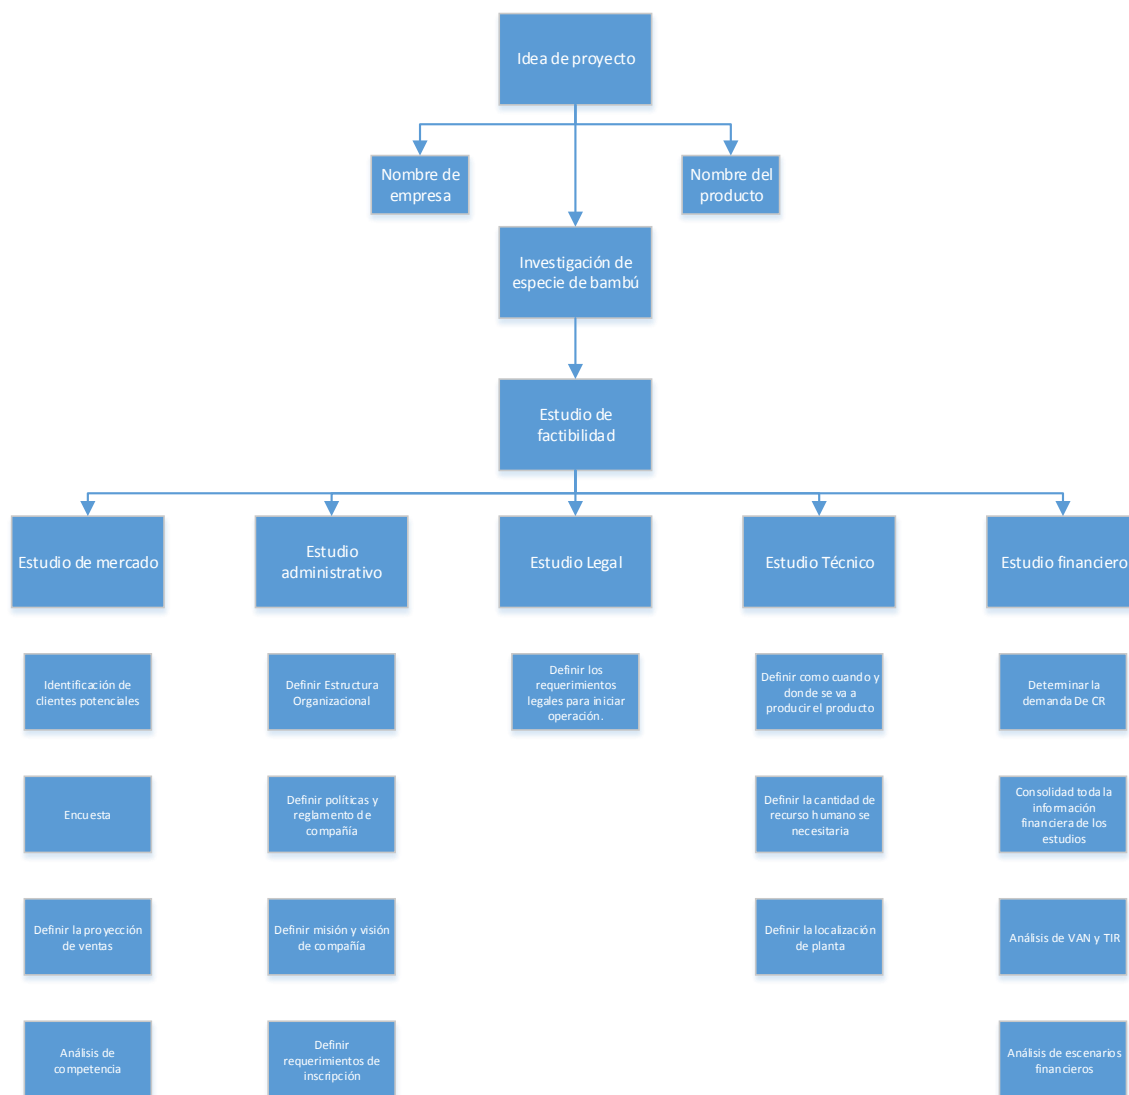 Idea de proyecto
Nombre de
empresa
Nombre del
producto
Investigación de
especie de bambú
Estudio de
factibilidad
Estudio de mercado
Estudio
administrativo
Estudio Legal
Estudio Técnico
Estudio financiero
Identificación de
clientes potenciales
Definir Estructura
Organizacional
Definir los
requerimientos
legales para iniciar
operación.
Definir como cuando y
donde se va a
producir el producto
Determinar la
demanda De CR
Encuesta
Definir políticas y
reglamento de
compañía
Definir la cantidad de
recurso humano se
necesitaria
Consolidad toda la
información
financiera de los
estudios
Definir la proyección
de ventas
Definir misión y visión
de compañía
Definir la localización
de planta
Análisis de VAN y TIR
Análisis de
competencia
Definir
requerimientos de
inscripción
Análisis de escenarios
financieros